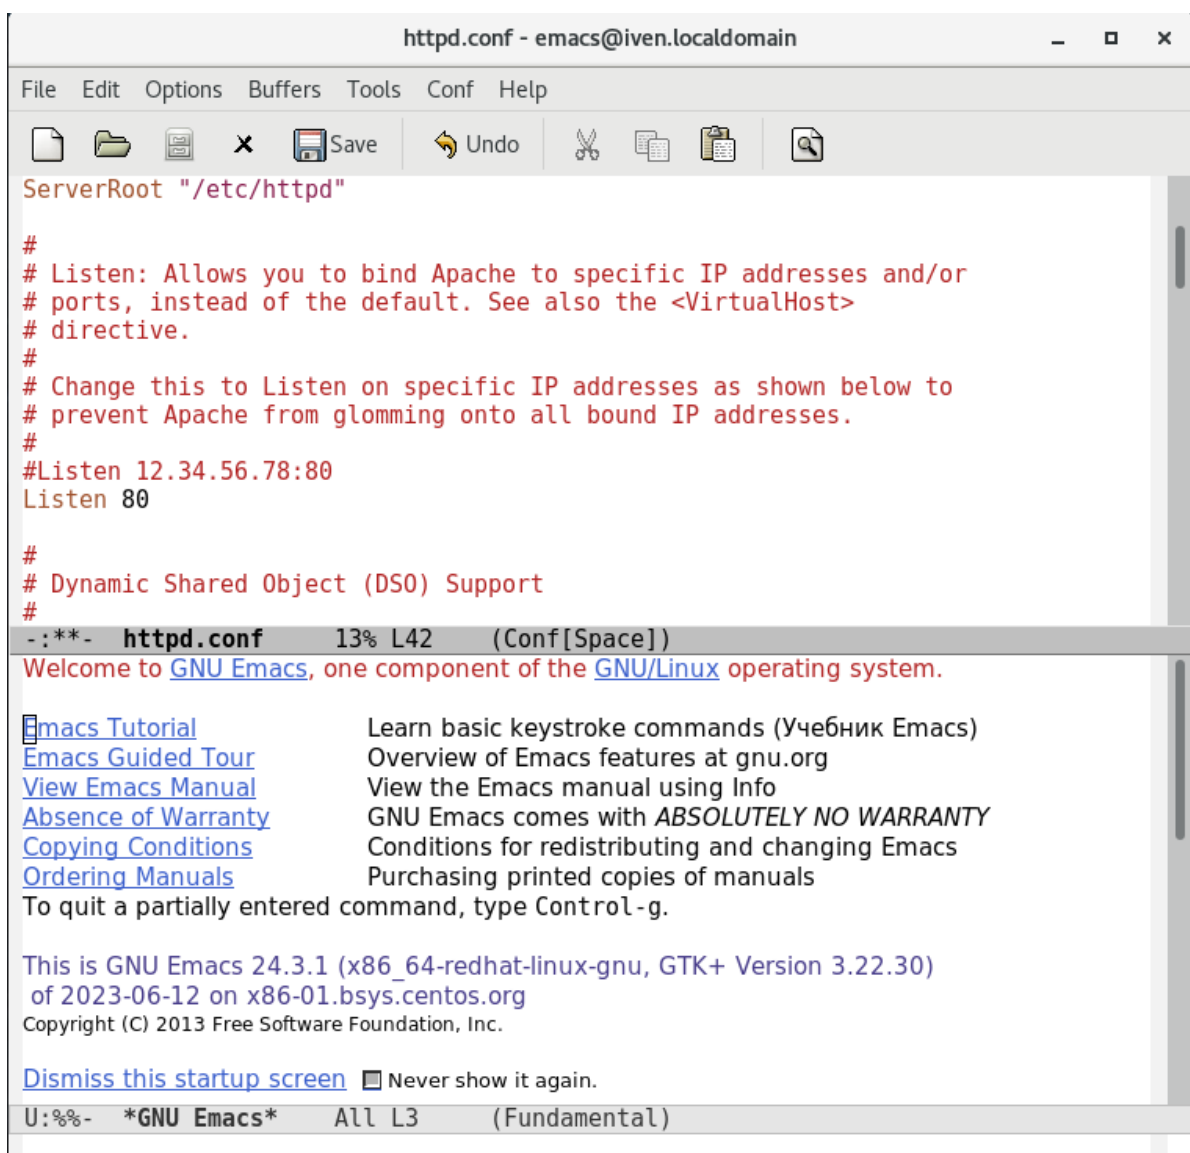 httpd.conf - emacs@iven.localdomain
File Edit Options Buffers Tools Conf Help
Save Undo
ServerRoot "/etc/httpd"
#
# Listen: Allows you to bind Apache to specific IP addresses and/or
# ports, instead of the default. See also the <VirtualHost>
# directive.
#
# Change this to Listen on specific IP addresses as shown below to
# prevent Apache from glomming onto all bound IP addresses.
#
#Listen 12.34.56.78:80
Listen 80
#
# Dynamic Shared Object (DSO) Support
#
-:**- httpd.conf 13% L42 (Conf[Space])
Welcome to GNU Emacs, one component of the GNU/Linux operating system.
Emacs Tutorial Learn basic keystroke commands (Учебник Emacs)
Emacs Guided Tour Overview of Emacs features at gnu.org
View Emacs Manual View the Emacs manual using Info
Absence of Warranty GNU Emacs comes with ABSOLUTELY NO WARRANTY
Copying Conditions Conditions for redistributing and changing Emacs
Ordering Manuals Purchasing printed copies of manuals
To quit a partially entered command, type Control-g.
This is GNU Emacs 24.3.1 (x86_64-redhat-linux-gnu, GTK+ Version 3.22.30)
of 2023-06-12 on x86-01.bsys.centos.org
Copyright (C) 2013 Free Software Foundation, Inc.
Dismiss this startup screen Never show it again.
U:%%- *GNU Emacs* All L3 (Fundamental)